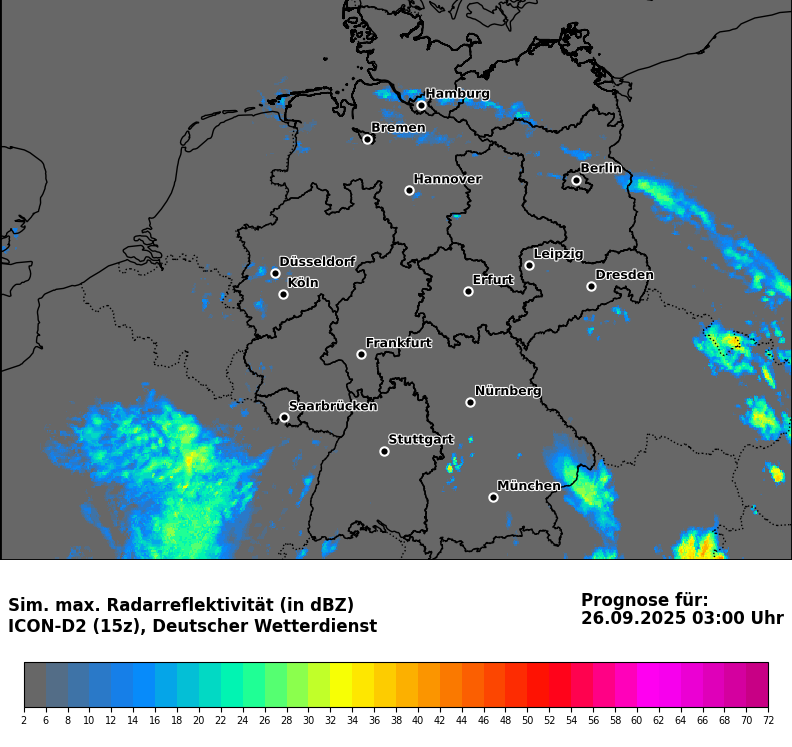 Hamburg
Bremen
Hannover
Berlin
Düsseldorf
Köln
Leipzig
Dresden
Erfurt
Frankfurt
Nürnberg
Saarbrücken
Stuttgart
München
Sim. max. Radarreflektivität (in dBZ)
ICON-D2 (15z), Deutscher Wetterdienst
Prognose für:
26.09.2025 03:00 Uhr
2 6 8 10 12 14 16 18 20 22 24 26 28 30 32 34 36 38 40 42 44 46 48 50 52 54 56 58 60 62 64 66 68 70 72